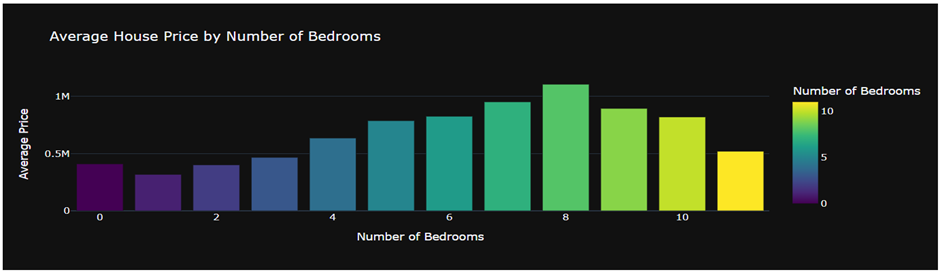 Average House Price by Number of Bedrooms
Number of Bedrooms
10
5
0
Average Price
1M
0.5M
0
0
2
4
6
8
10
Number of Bedrooms